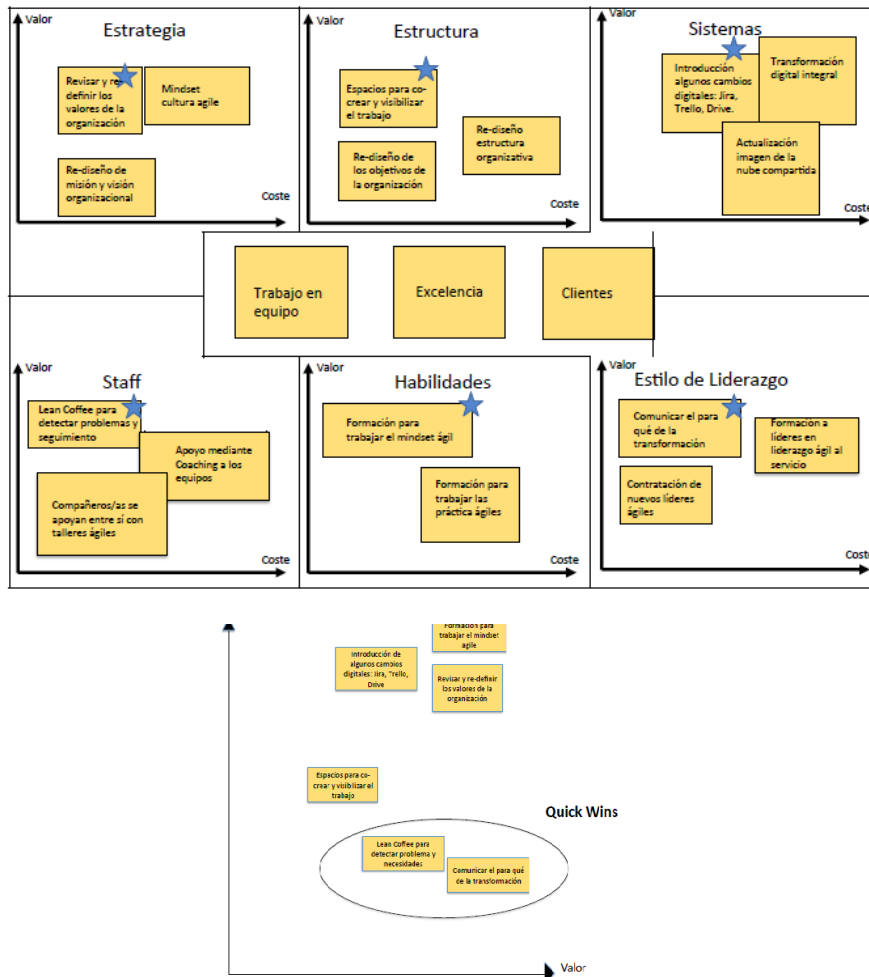 Valor
Estrategia
Revisar y re-
definir los
valores de la
organización
Mindset
cultura agile
Re-diseño de
misión y visión
organizacional
Coste
Valor
Estructura
Espacios para co-
crear y visibilizar
el trabajo
Re-diseño
estructura
organizativa
Re-diseño de
los objetivos de
la organización
Coste
Valor
Sistemas
Introducción
algunos cambios
digitales: Jira,
Trello, Drive.
Transformación
digital integral
Actualización
imagen de la
nube compartida
Coste
Trabajo en
equipo
Excelencia
Clientes
Valor
Staff
Lean Coffee para
detectar problemas y
seguimiento
Apoyo mediante
Coaching a los
equipos
Compañeros/as se
apoyan entre sí con
talleres ágiles
Coste
Valor
Habilidades
Formación para
trabajar el mindset ágil
Formación para
trabajar las
práctica ágiles
Coste
Valor
Estilo de Liderazgo
Comunicar el para
qué de la
transformación
Formación a
líderes en
liderazgo ágil al
servicio
Contratación de
nuevos líderes
ágiles
Coste
Formación para
trabajar el mindset
agile
Introducción de
algunos cambios
digitales: Jira, Trello,
Drive
Revisar y re-definir
los valores de la
organización
Espacios para co-
crear y visibilizar el
trabajo
Quick Wins
Lean Coffee para
detectar problema y
necesidades
Comunicar el para qué
de la transformación
Valor